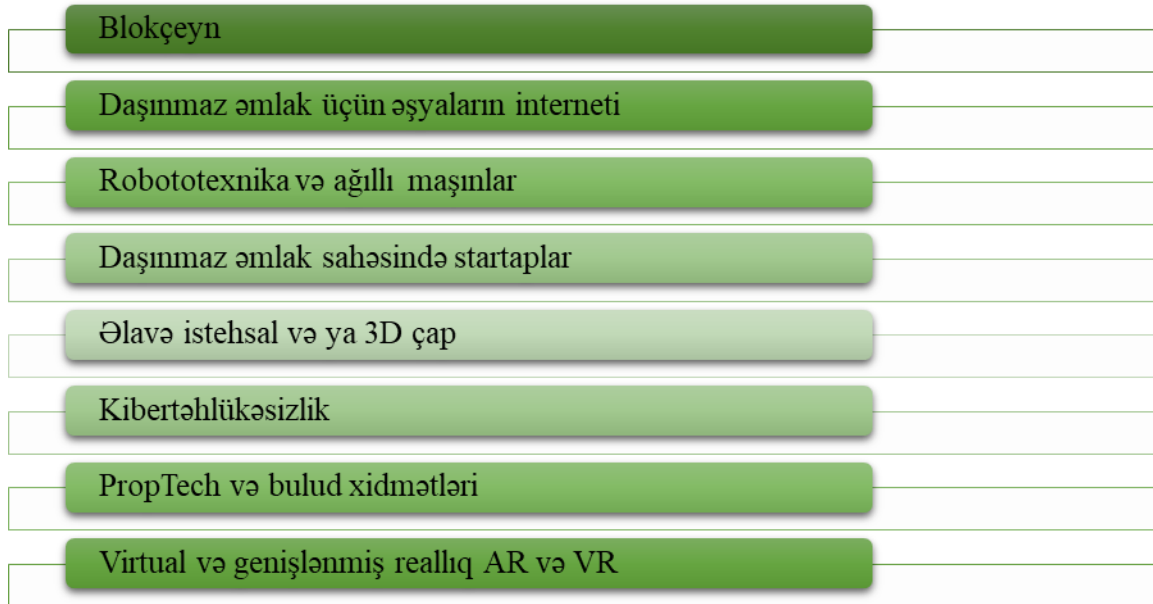 Blokçeyn
Daşınmaz əmlak üçün əşyaların interneti
Robototexnika və ağıllı maşınlar
Daşınmaz əmlak sahəsində startaplar
Əlavə istehsal və ya 3D çap
Kibertəhlükəsizlik
PropTech və bulud xidmətləri
Virtual və genişlənmiş reallıq AR və VR